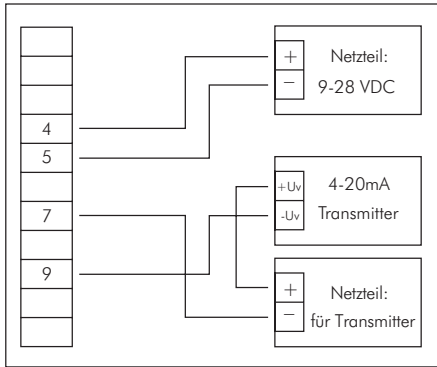 +
Netzteil:
−
9-28 VDC
4
5
+Uv
4-20mA
7
-Uv
Transmitter
9
+
Netzteil:
−
für Transmitter